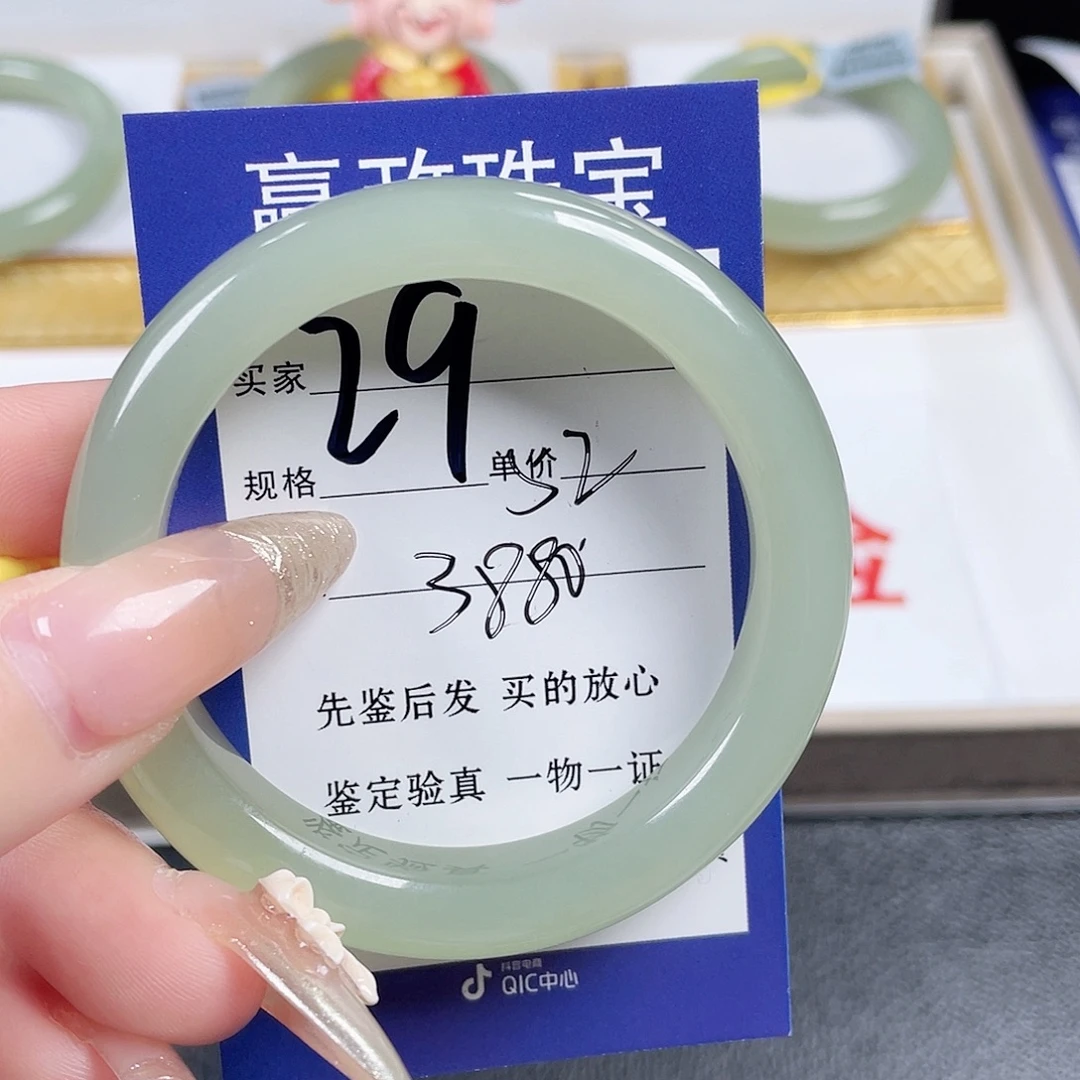 赢玫珠宝
29
买家
规格
单价
52
3880
先鉴后发 买的放心
鉴定验真 一物一证
抖音电商
QIC中心